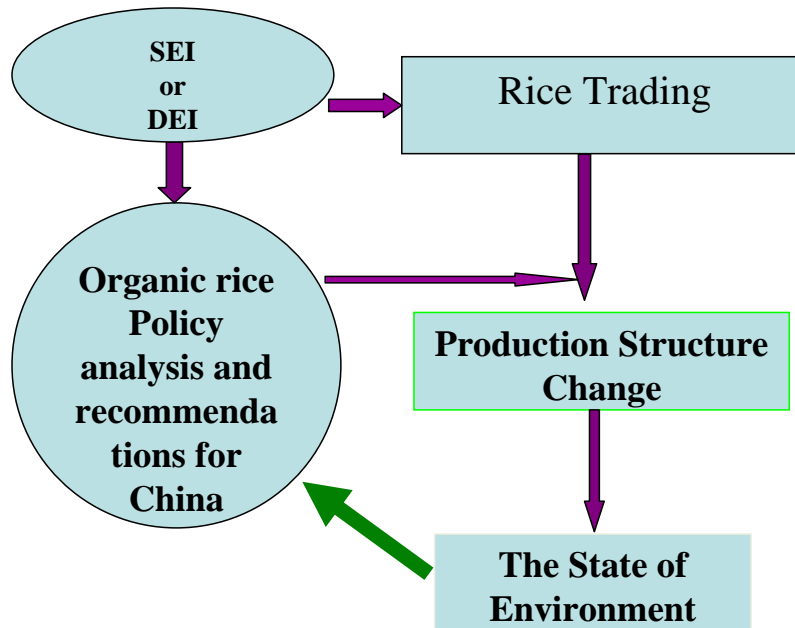 SEI
or
DEI
Rice Trading
Organic rice
Policy
analysis and
recommenda
tions for
China
Production Structure
Change
The State of
Environment